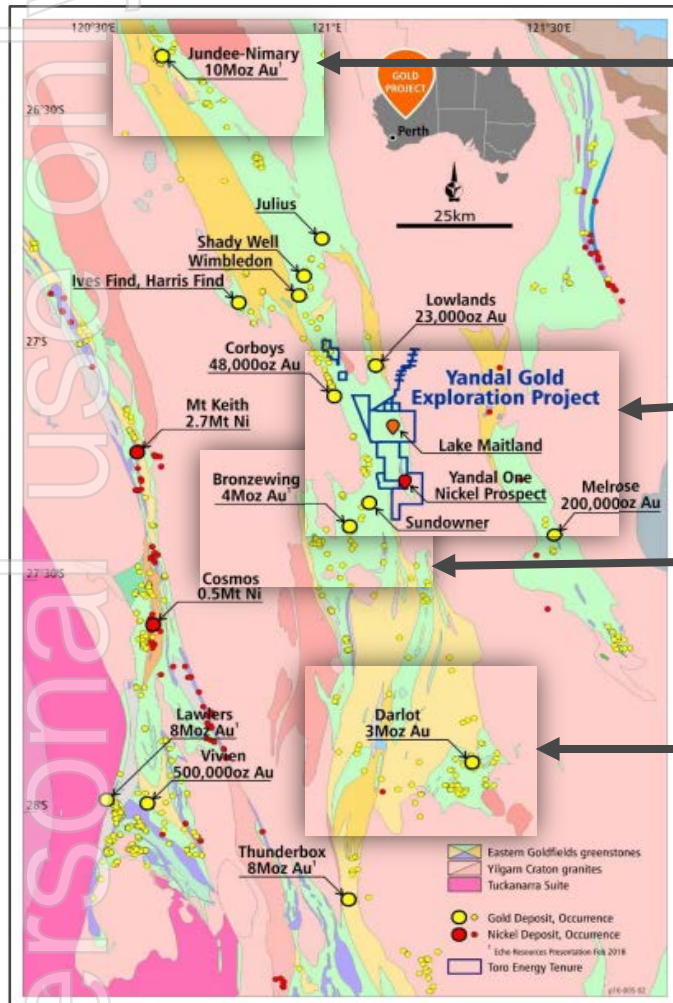 120°30'E
121°E
121°30'E
Jundee-Nimary
10Moz Au¹
GOLD
PROJECT
Perth
26°30'S
25km
Julius
Shady Well
Wimbledon
Ives Find, Harris Find
Lowlands
23,000oz Au
27°S
Corboys
48,000oz Au
Yandal Gold
Exploration Project
Mt Keith
2.7Mt Ni
Lake Maitland
Bronzewing
4Moz Au¹
Yandal One
Nickel Prospect
Melrose
200,000oz Au
Sundowner
27°30'S
Cosmos
0.5Mt Ni
Lawlers
8Moz Au¹
Darlot
3Moz Au
Vivien
500,000oz Au
28°S
Thunderbox
8Moz Au¹
Eastern Goldfields greenstones
Yilgarn Craton granites
Tuckanarra Suite
Gold Deposit, Occurrence
Nickel Deposit, Occurrence
¹ Echo Resources Presentation Feb 2018
Toro Energy Tenure
ersonal use only